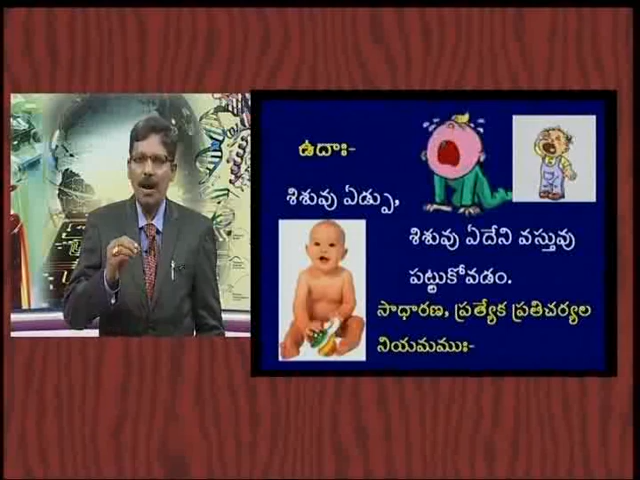 ఉదాః-
శిశువు ఏడ్పు,
శిశువు ఏదేని వస్తువు
పట్టుకోవడం.
సాధారణ, ప్రత్యేక ప్రతిచర్యల
నియమముః-